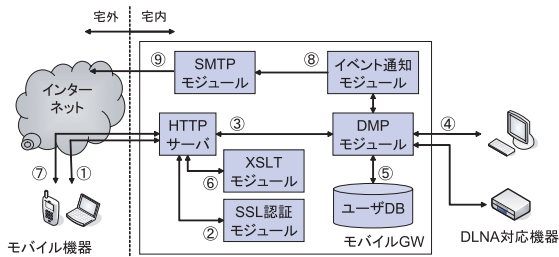 宅外
宅内
⑨
SMTP
モジュール
⑧
イベント通知
モジュール
インター
ネット
HTTP
サーバ
③
DMP
モジュール
④
⑦
①
⑥
XSLT
モジュール
⑤
②
SSL認証
モジュール
ユーザDB
モバイル機器
モバイルGW
DLNA対応機器